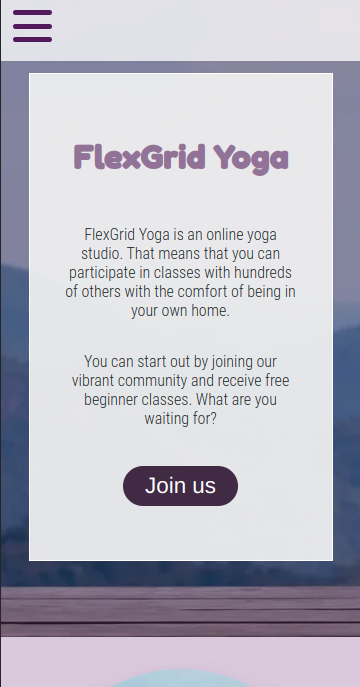 FlexGrid Yoga
FlexGrid Yoga is an online yoga
studio. That means that you can
participate in classes with hundreds
of others with the comfort of being in
your own home.
You can start out by joining our
vibrant community and receive free
beginner classes. What are you
waiting for?
Join us